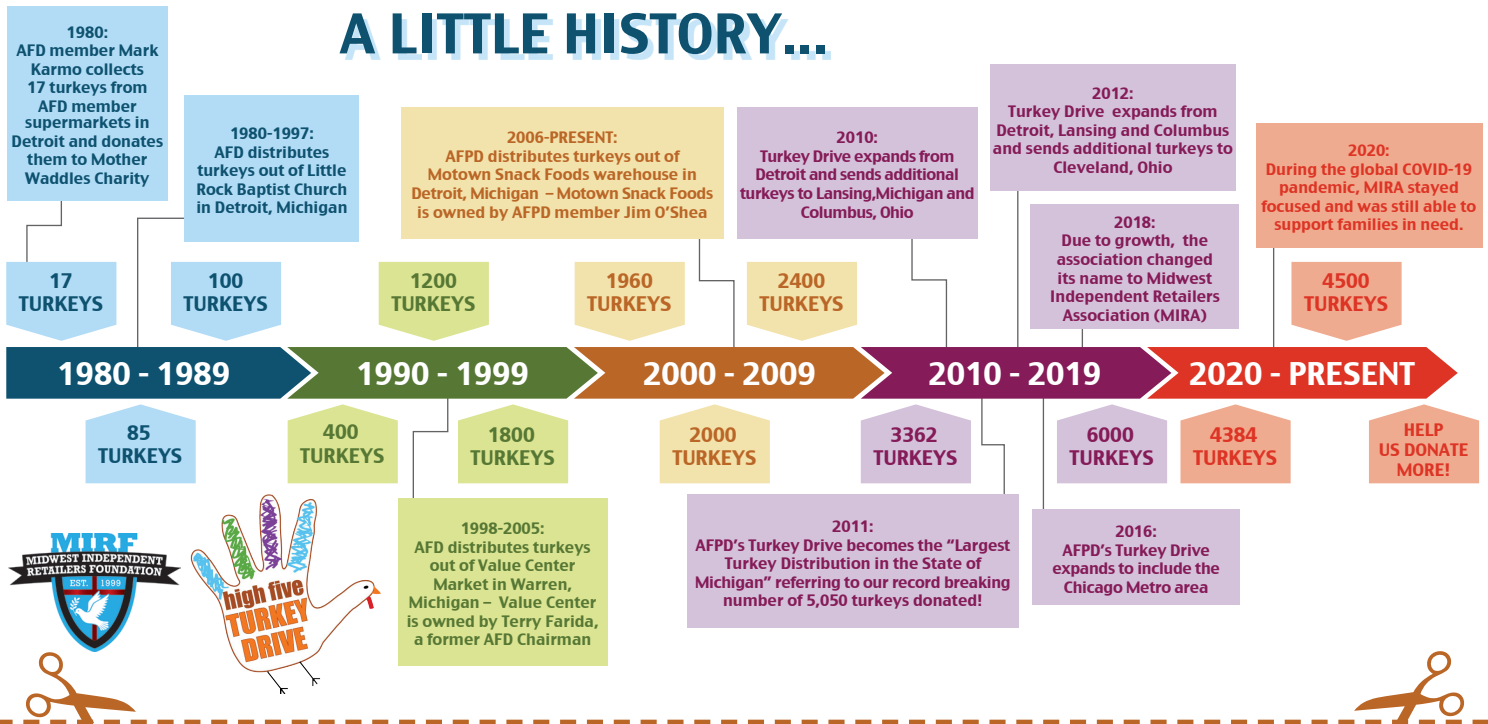 A LITTLE HISTORY...
1980:
AFD member Mark
Karmo collects
17 turkeys from
AFD member
supermarkets in
Detroit and donates
them to Mother
Waddles Charity
1980-1997:
AFD distributes
turkeys out of Little
Rock Baptist Church
in Detroit, Michigan
2006-PRESENT:
AFPD distributes turkeys out of
Motown Snack Foods warehouse in
Detroit, Michigan – Motown Snack Foods
is owned by AFPD member Jim O’Shea
2010:
Turkey Drive expands from
Detroit and sends additional
turkeys to Lansing,Michigan and
Columbus, Ohio
2012:
Turkey Drive expands from
Detroit, Lansing and Columbus
and sends additional turkeys to
Cleveland, Ohio
2018:
Due to growth, the
association changed
its name to Midwest
Independent Retailers
Association (MIRA)
2020:
During the global COVID-19
pandemic, MIRA stayed
focused and was still able to
support families in need.
17
TURKEYS
100
TURKEYS
1200
TURKEYS
1960
TURKEYS
2400
TURKEYS
4500
TURKEYS
1980 - 1989
1990 - 1999
2000 - 2009
2010 - 2019
2020 - PRESENT
85
TURKEYS
400
TURKEYS
1800
TURKEYS
2000
TURKEYS
3362
TURKEYS
6000
TURKEYS
4384
TURKEYS
HELP
US DONATE
MORE!
1998-2005:
AFD distributes turkeys
out of Value Center
Market in Warren,
Michigan – Value Center
is owned by Terry Farida,
a former AFD Chairman
2011:
AFPD’s Turkey Drive becomes the “Largest
Turkey Distribution in the State of
Michigan” referring to our record breaking
number of 5,050 turkeys donated!
2016:
AFPD’s Turkey Drive
expands to include the
Chicago Metro area
MIRF
MIDWEST INDEPENDENT
RETAILERS FOUNDATION
EST. 1999
high five
TURKEY
DRIVE